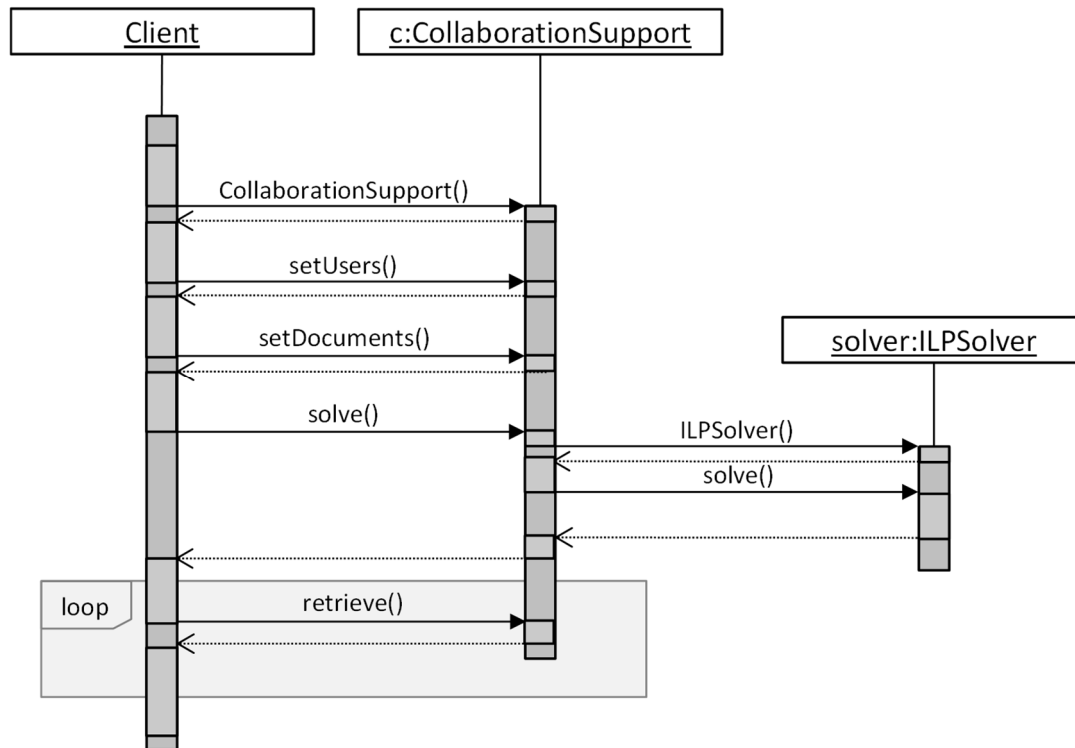 Client
c:CollaborationSupport
CollaborationSupport()
setUsers()
setDocuments()
solver:ILPSolver
solve()
ILPSolver()
solve()
loop
retrieve()